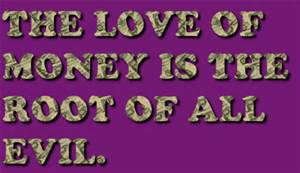 THE LOVE OF
MONEY IS THE
ROOT OF ALL
EVIL.